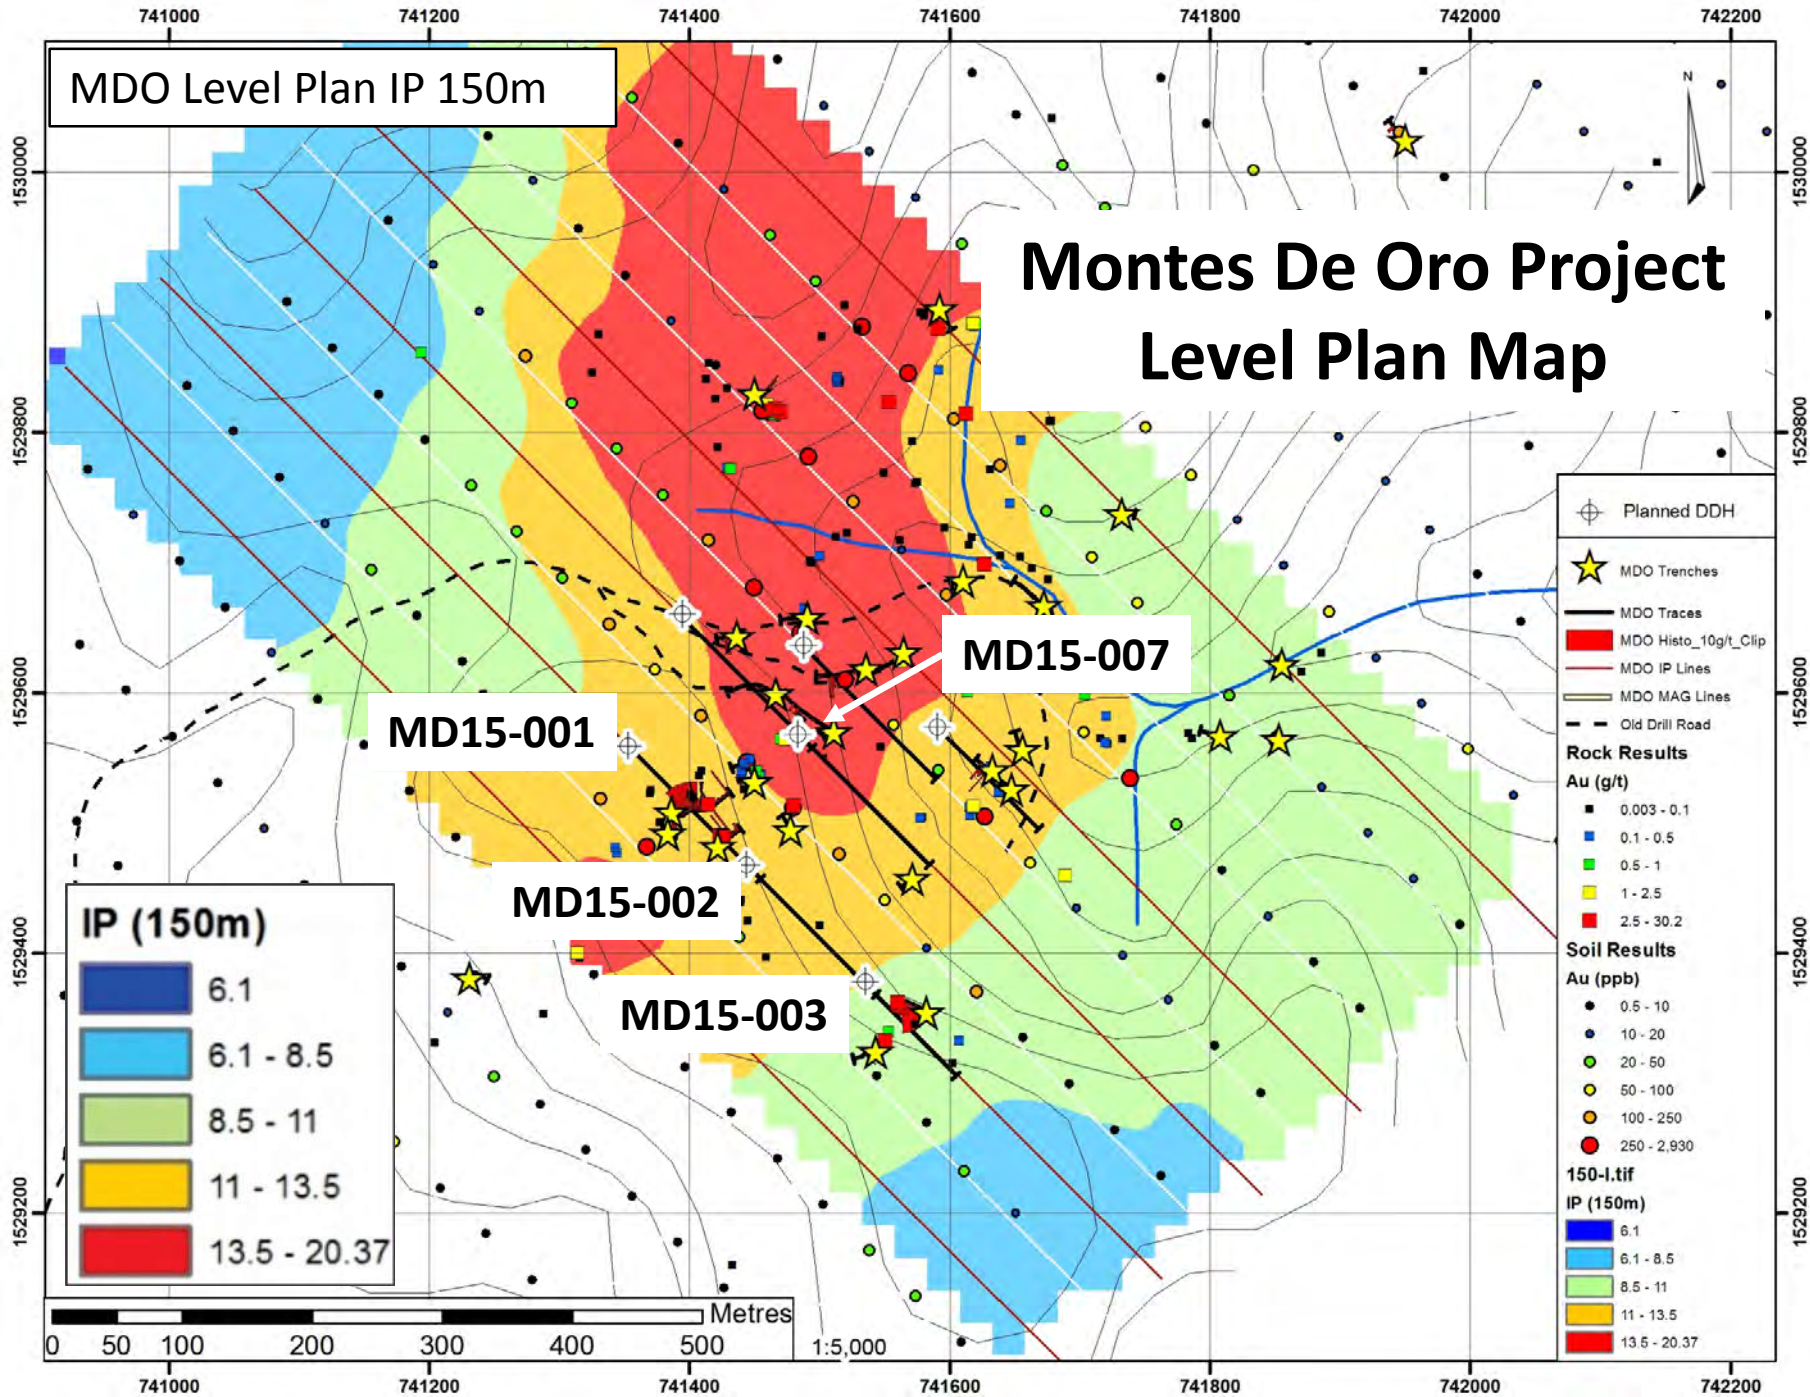 741000 741200 741400 741600 741800 742000 742200
MDO Level Plan IP 150m
N
1530000
1529800
1529600
1529400
1529200
1530000
1529800
1529600
1529400
1529200
Montes De Oro Project
Level Plan Map
MD15-007
MD15-001
MD15-002
MD15-003
IP (150m)
6.1
6.1 - 8.5
8.5 - 11
11 - 13.5
13.5 - 20.37
Metres
0 50 100 200 300 400 500
1:5,0000
Planned DDH
MDO Trenches
MDO Traces
MDO Histo_10g/t_Clip
MDO IP Lines
MDO MAG Lines
Old Drill Road
Rock Results
Au (g/t)
0.003 - 0.1
0.1 - 0.5
0.5 - 1
1 - 2.5
2.5 - 30.2
Soil Results
Au (ppb)
0.5 - 10
10 - 20
20 - 50
50 - 100
100 - 250
250 - 2,930
150-I.tif
IP (150m)
6.1
6.1 - 8.5
8.5 - 11
11 - 13.5
13.5 - 20.37
741000 741200 741400 741600 741800 742000 742200